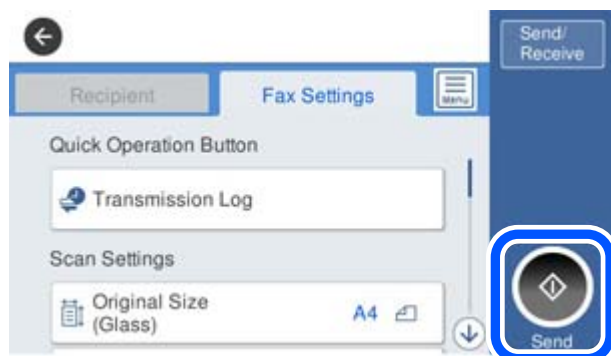 Send/
Receive
Recipient
Fax Settings
Menu
Quick Operation Button
Transmission Log
Scan Settings
Original Size
(Glass)
A4
Send